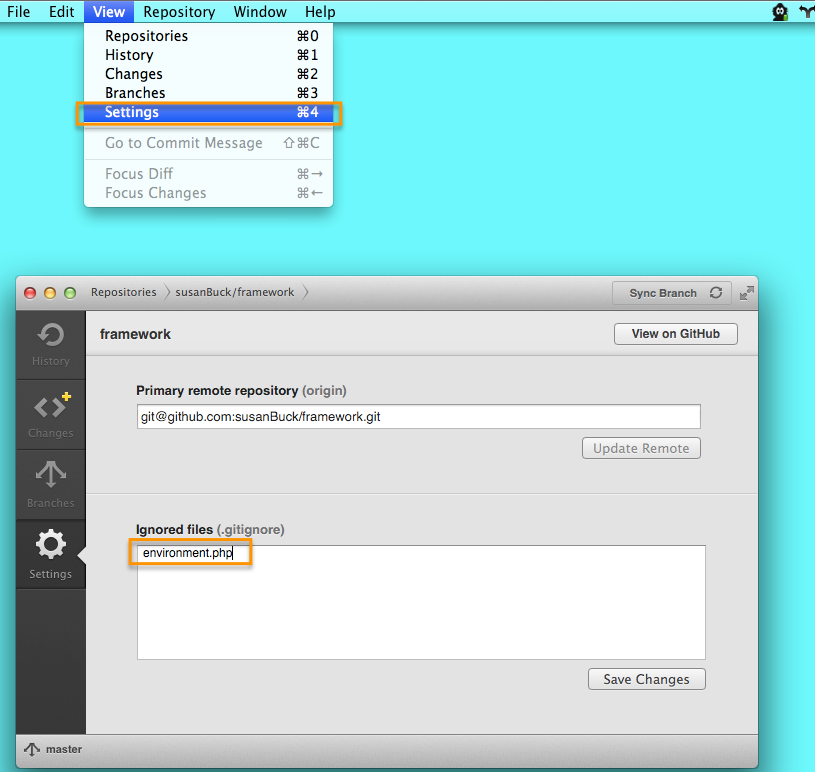 File Edit View Repository Window Help
Repositories ⌘0
History ⌘1
Changes ⌘2
Branches ⌘3
Settings ⌘4
Go to Commit Message ⇧⌘C
Focus Diff ⌘→
Focus Changes ⌘←
Repositories susanBuck/framework Sync Branch
framework View on GitHub
History
Primary remote repository (origin)
git@github.com:susanBuck/framework.git
Changes
Update Remote
Branches
Ignored files (.gitignore)
environment.php
Settings
Save Changes
master